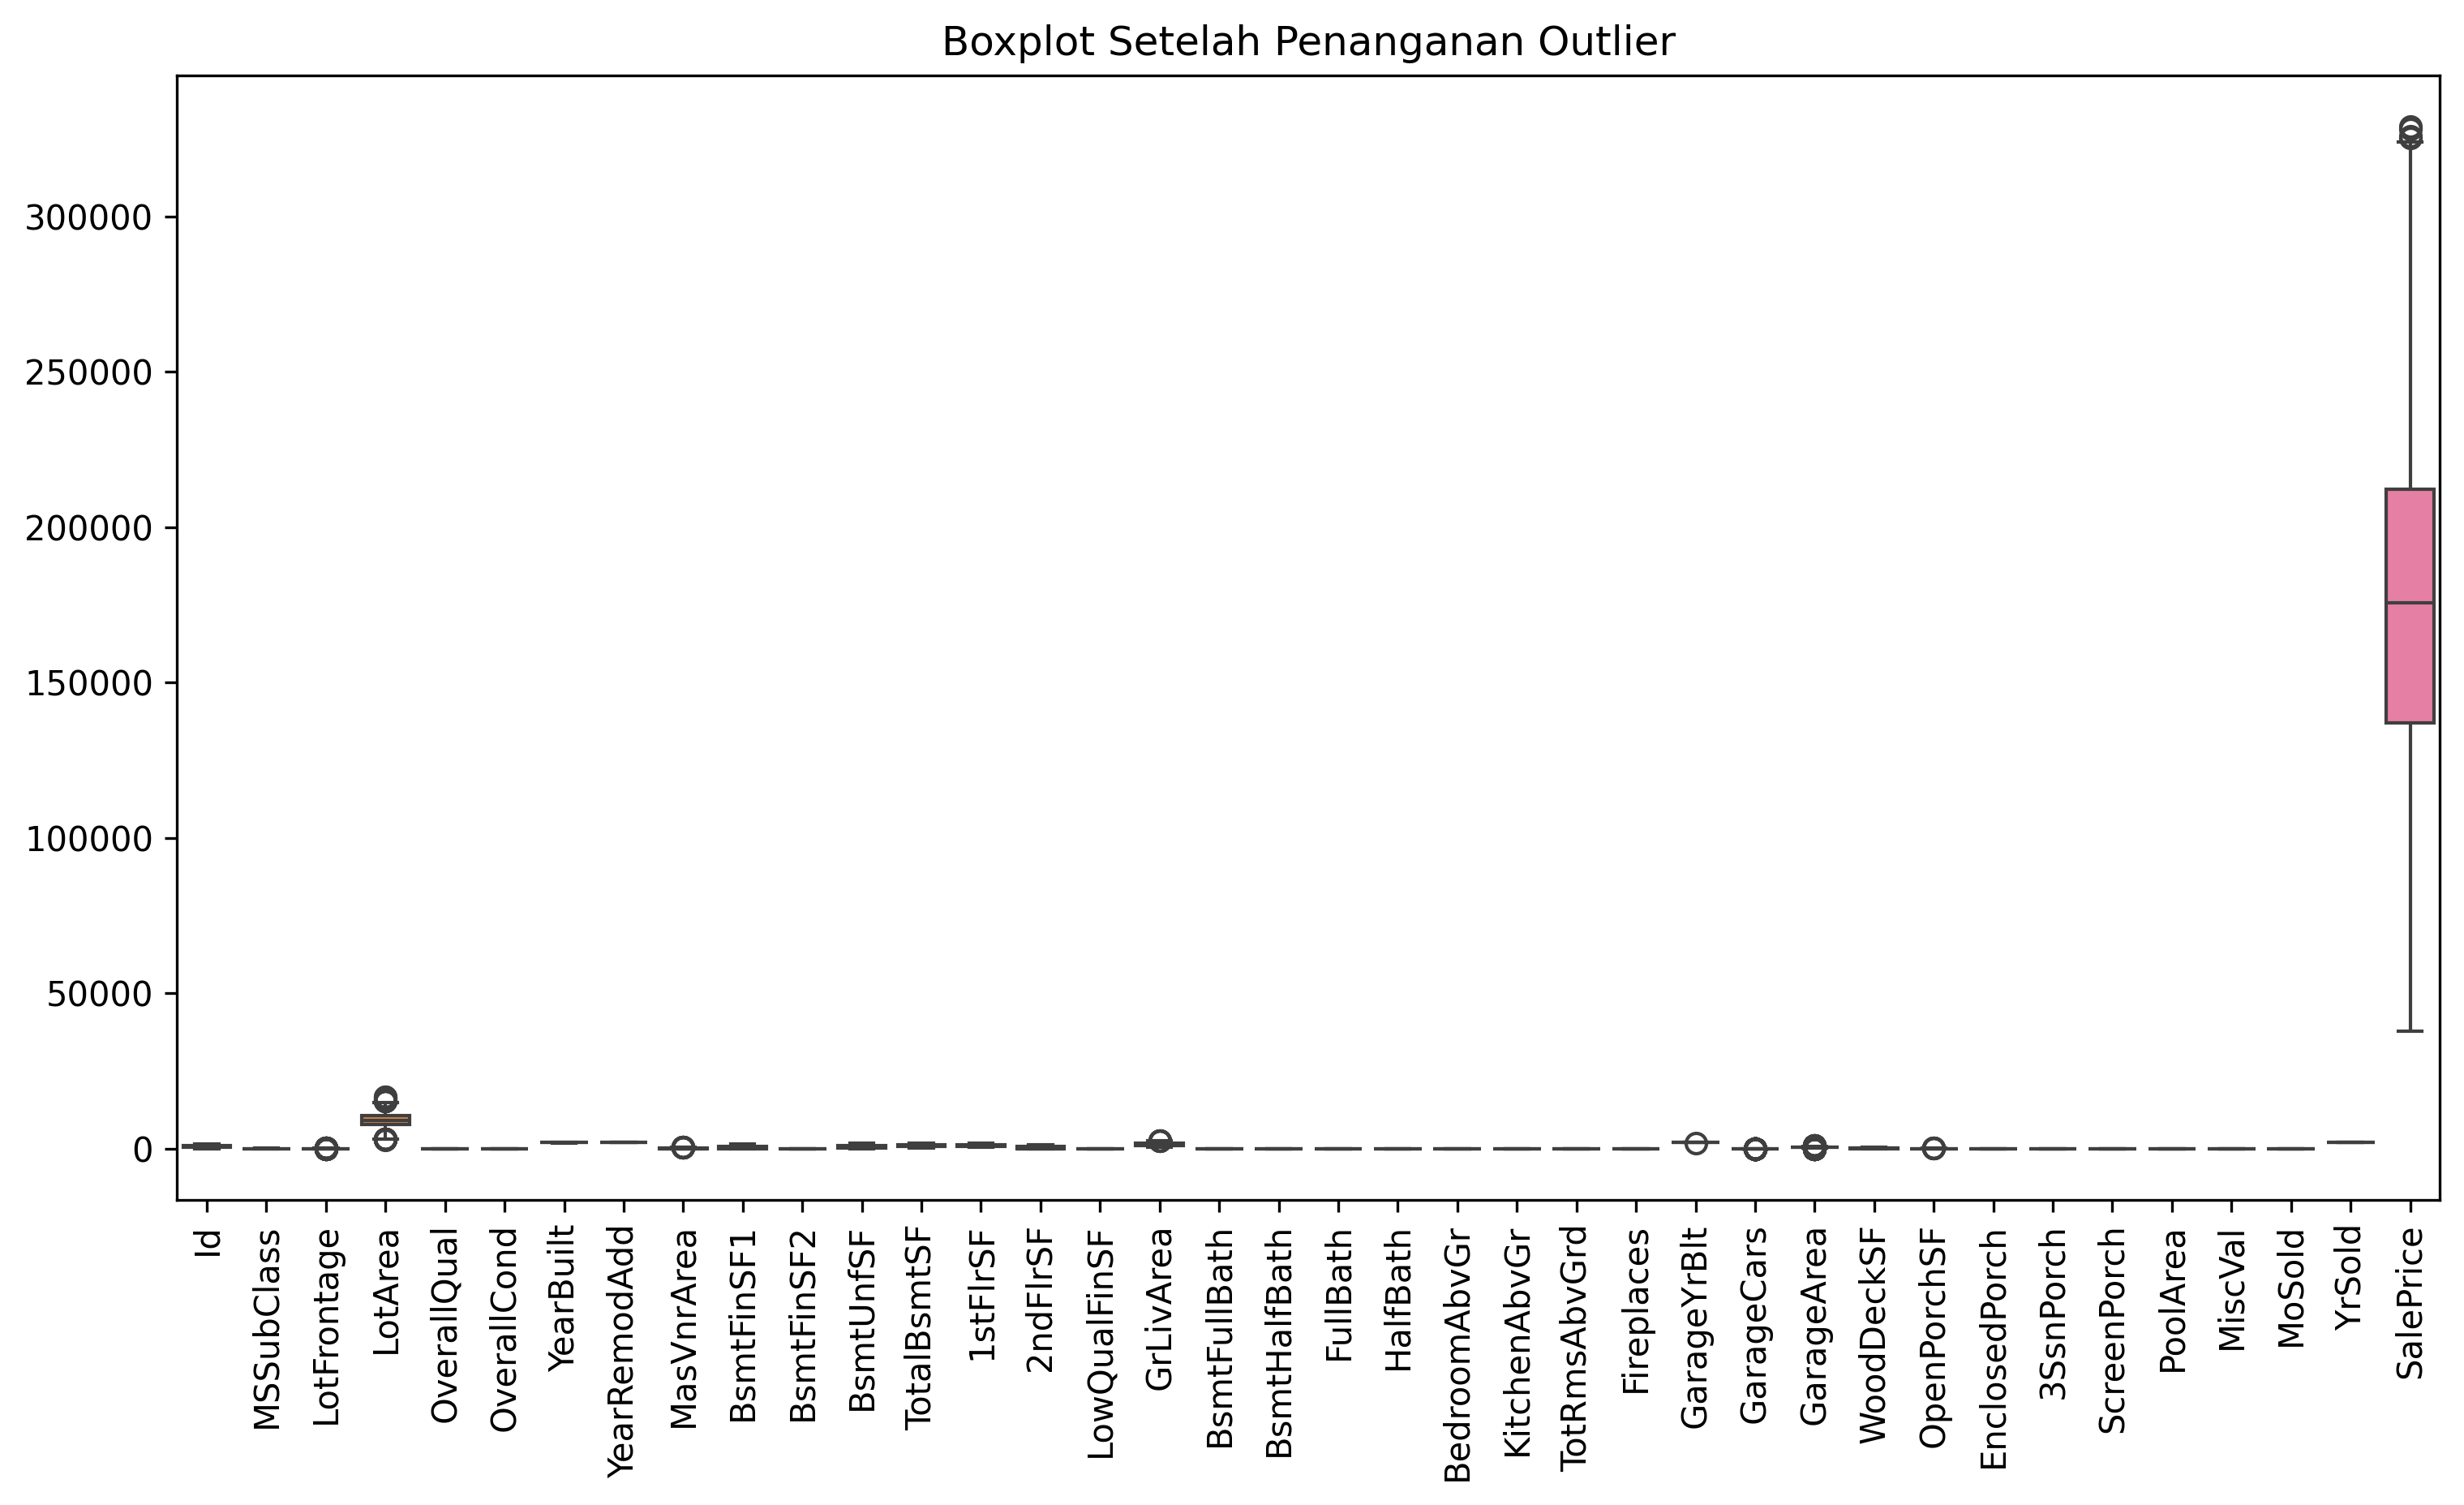 Boxplot Setelah Penanganan Outlier
300000
250000
200000
150000
100000
50000
0
Id
MSSubClass
LotFrontage
LotArea
OverallQual
OverallCond
YearBuilt
YearRemodAdd
MasVnrArea
BsmtFinSF1
BsmtFinSF2
BsmtUnfSF
TotalBsmtSF
1stFlrSF
2ndFlrSF
LowQualFinSF
GrLivArea
BsmtFullBath
BsmtHalfBath
FullBath
HalfBath
BedroomAbvGr
KitchenAbvGr
TotRmsAbvGrd
Fireplaces
GarageYrBlt
GarageCars
GarageArea
WoodDeckSF
OpenPorchSF
EnclosedPorch
3SsnPorch
ScreenPorch
PoolArea
MiscVal
MoSold
YrSold
SalePrice